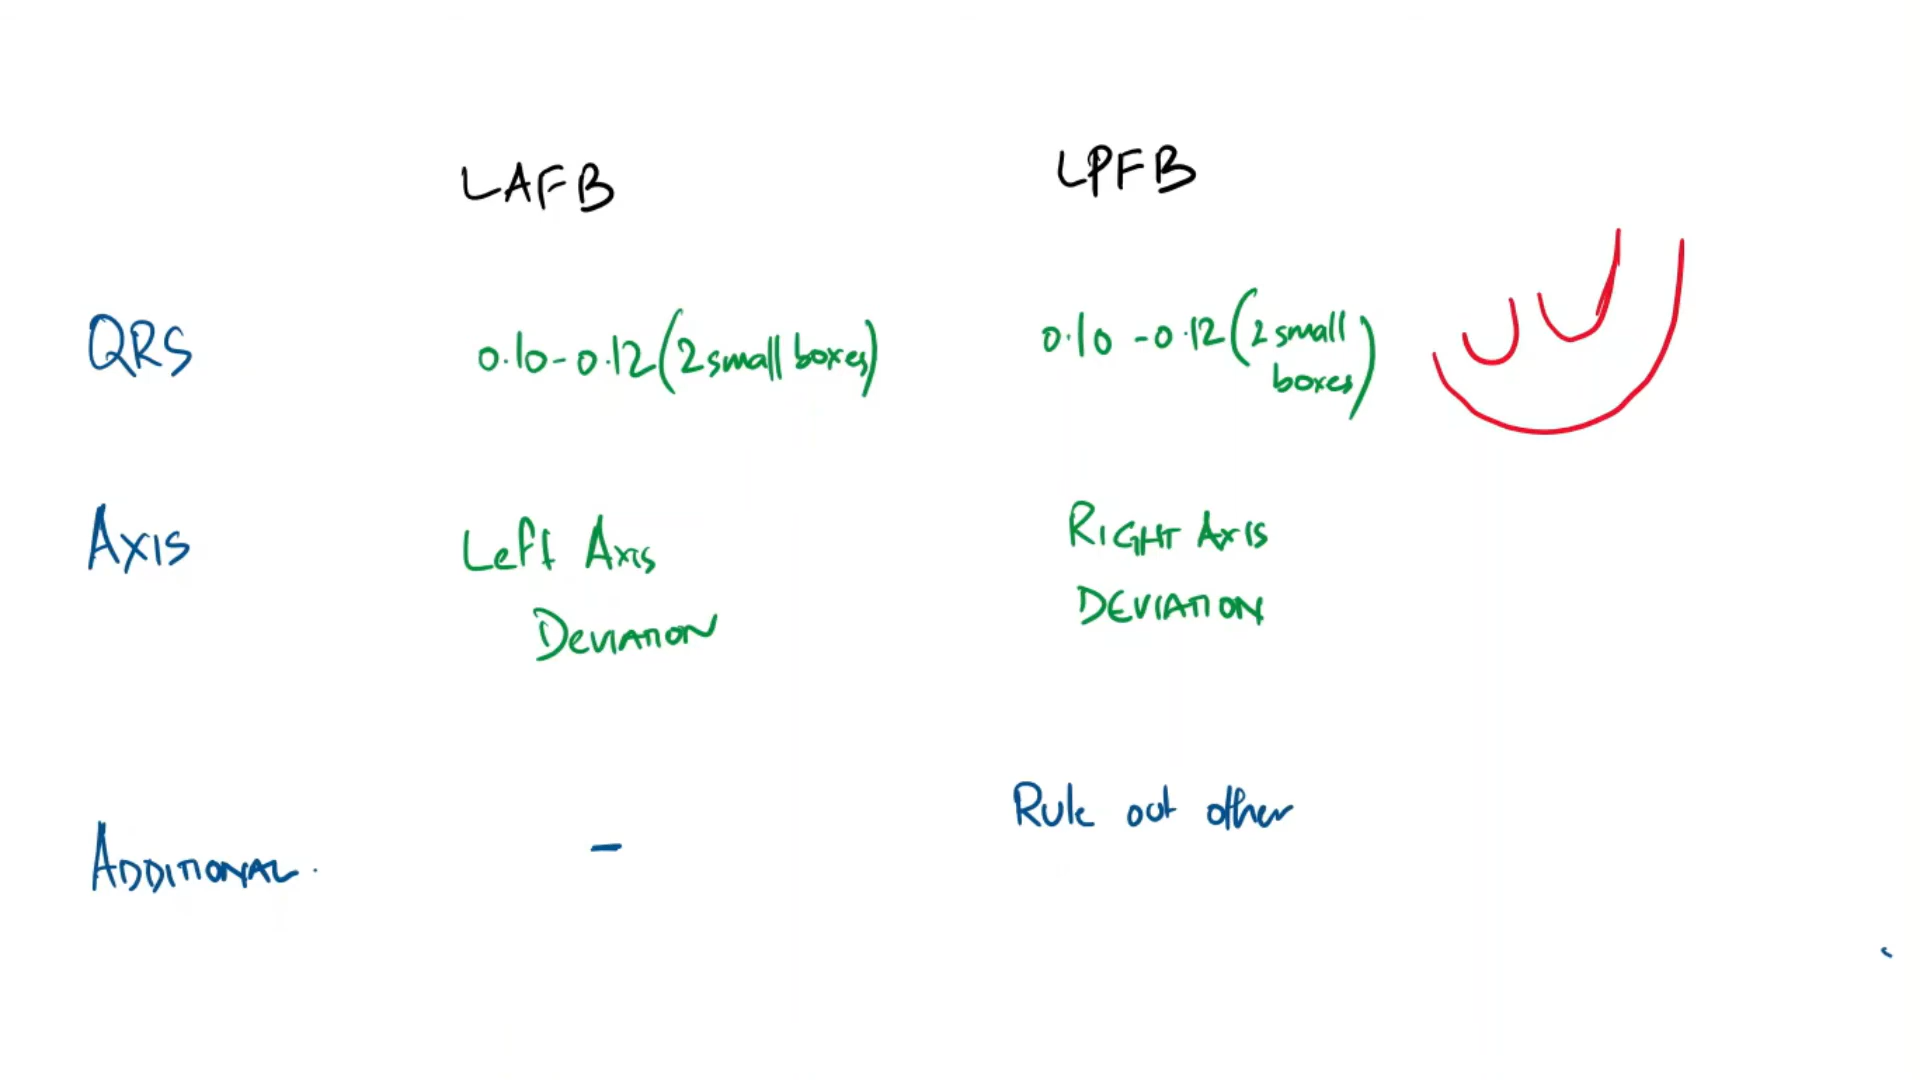 LAFB
LPFB
QRS
0.10-0.12 (2 small boxes)
0.10 - 0.12 (2 small
boxes)
AXIS
Left Axis
DEVIATION
RIGHT AXIS
DEVIATION
ADDITIONAL.
-
Rule out other